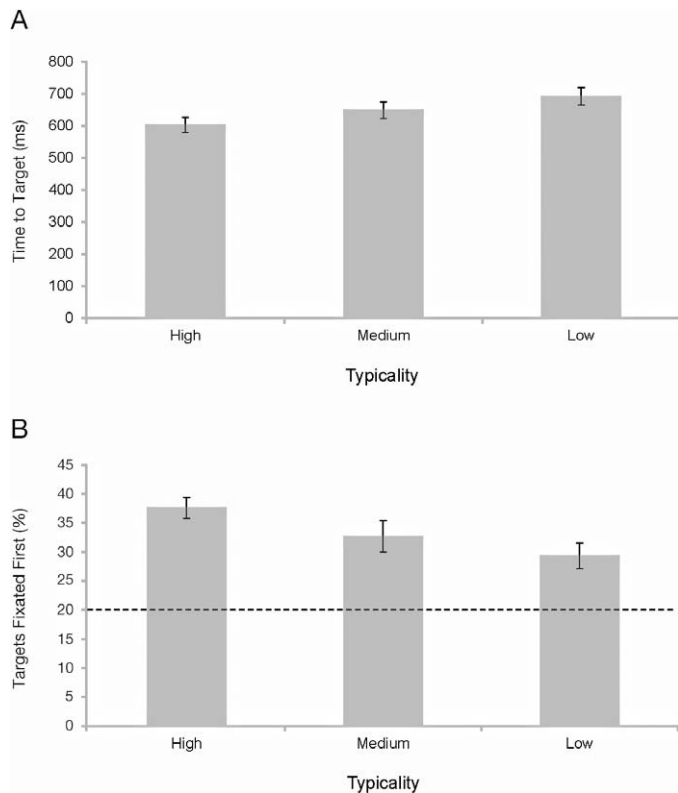 A
800
700
600
500
400
300
200
100
0
Time to Target (ms)
High Medium Low
Typicality
B
45
40
35
30
25
20
15
10
5
0
Targets Fixated First (%)
High Medium Low
Typicality